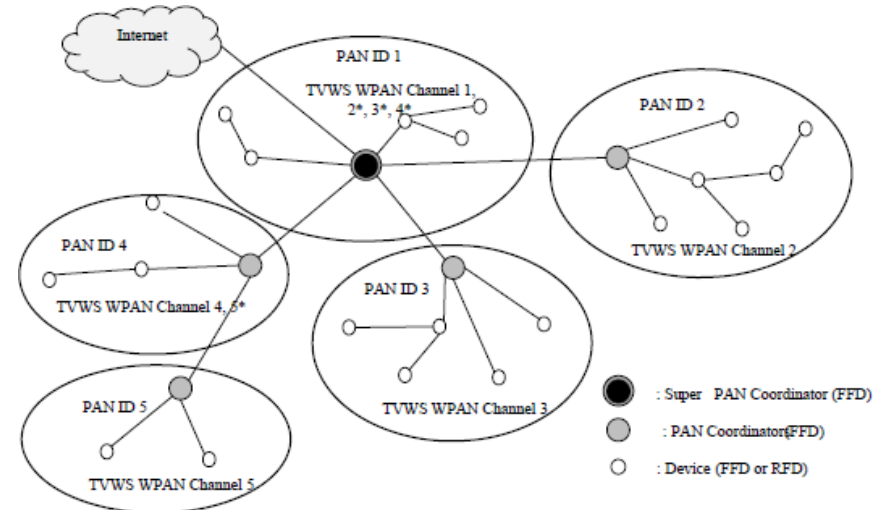 Internet
PAN ID 1
TVWS WPAN Channel 1,
2*, 3*, 4*
PAN ID 2
TVWS WPAN Channel 2
PAN ID 4
TVWS WPAN Channel 4, 5*
PAN ID 3
TVWS WPAN Channel 3
PAN ID 5
TVWS WPAN Channel 5
: Super PAN Coordinator (FFD)
: PAN Coordinator(FFD)
: Device (FFD or RFD)